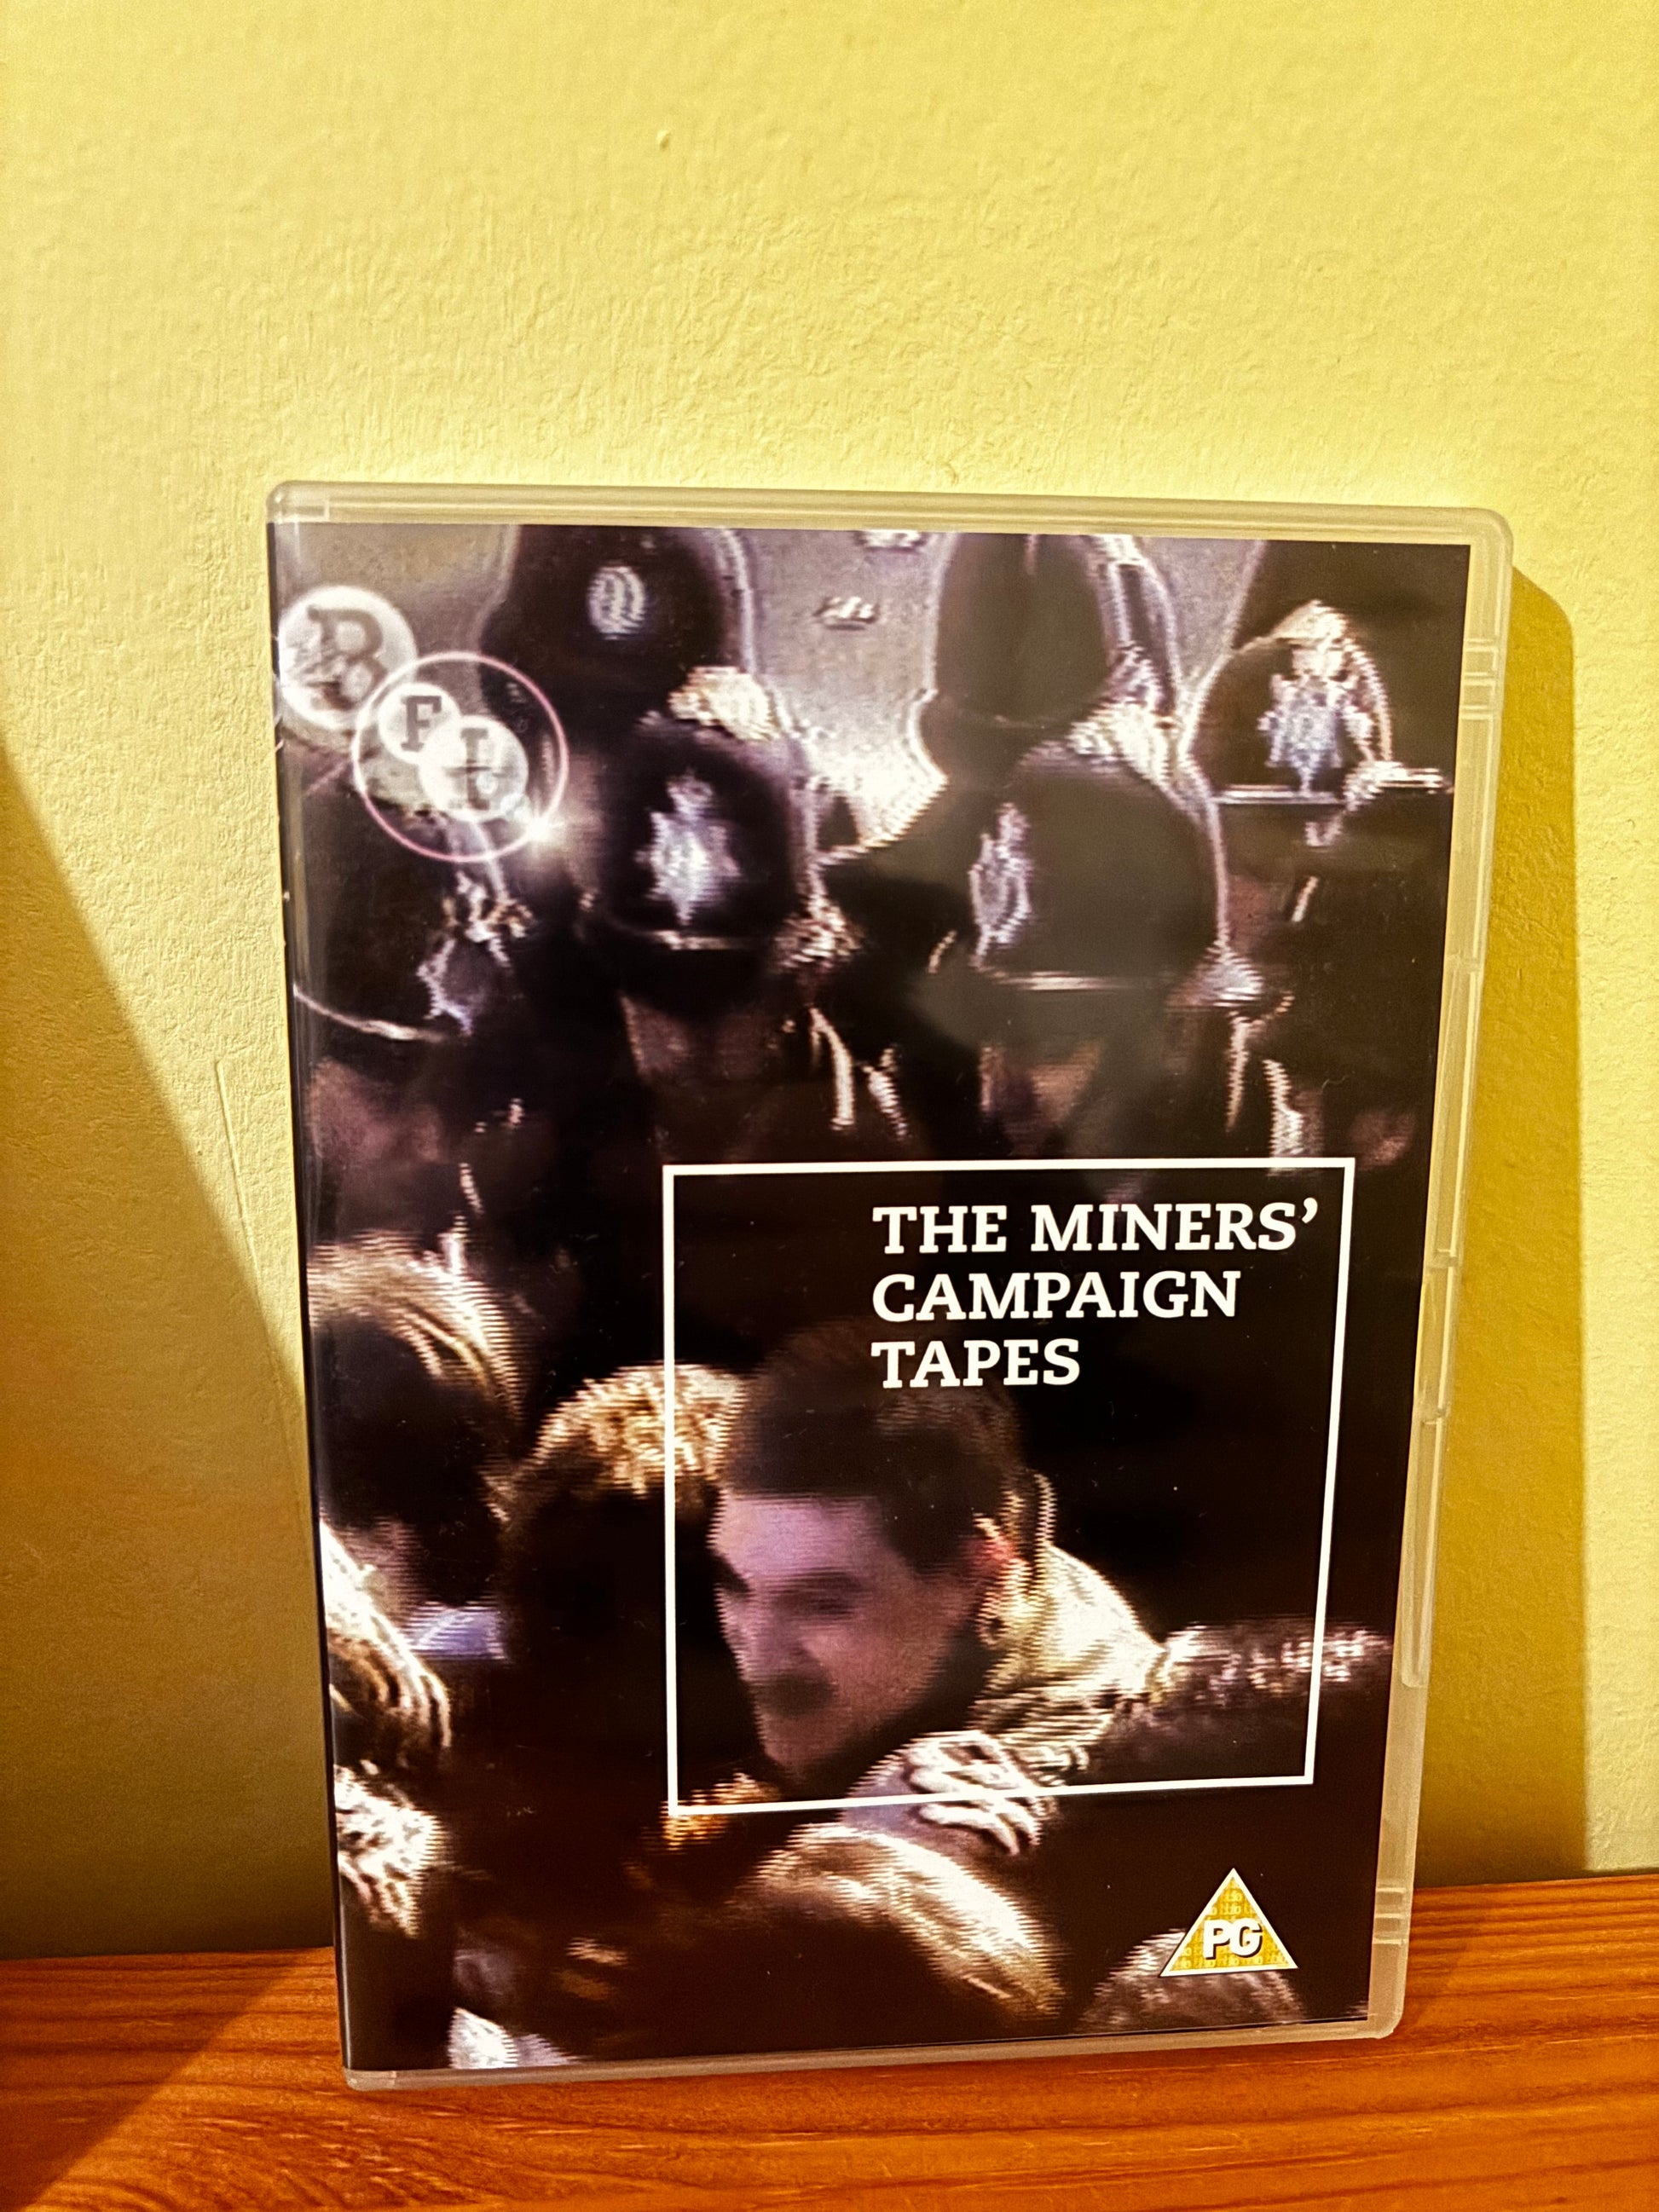 BFI
THE MINERS’
CAMPAIGN
TAPES
PG